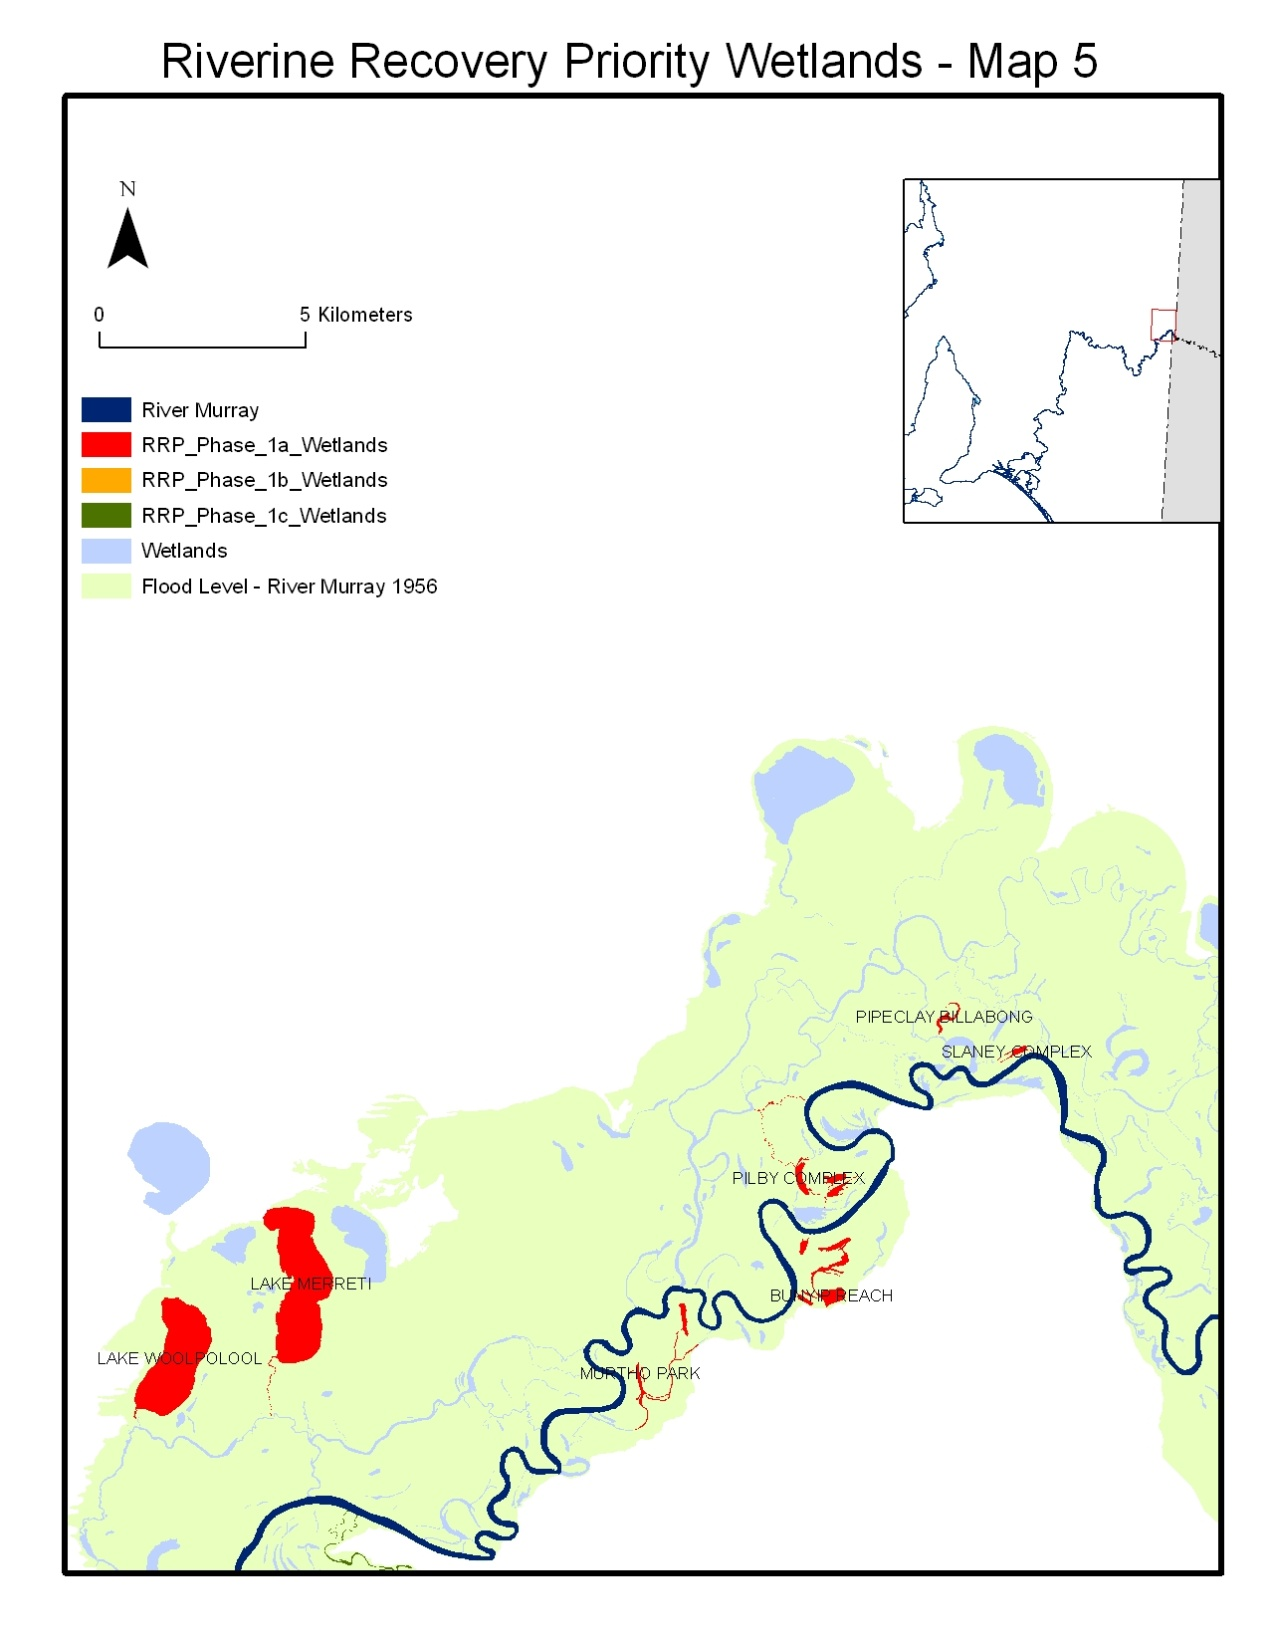 Riverine Recovery Priority Wetlands - Map 5
N
0 5 Kilometers
River Murray
RRP_Phase_1a_Wetlands
RRP_Phase_1b_Wetlands
RRP_Phase_1c_Wetlands
Wetlands
Flood Level - River Murray 1956
PIPECLAY BILLABONG
SLANEY COMPLEX
PILBY COMPLEX
LAKE MERRETI
BUNYIP REACH
LAKE WOOLPOLOOL
MURTHO PARK